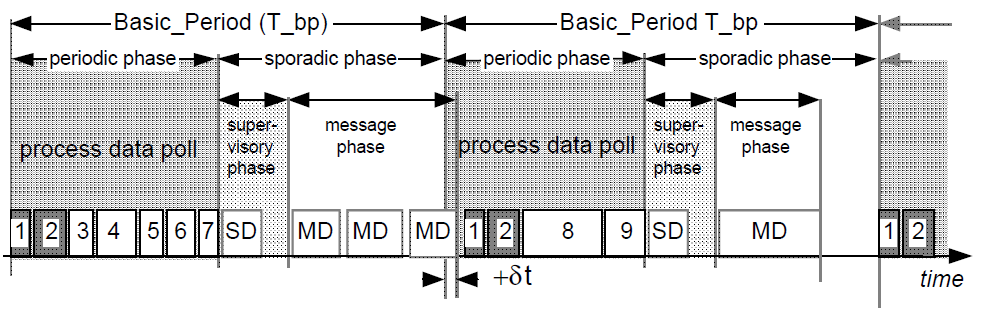 Basic_Period (T_bp) Basic_Period T_bp
periodic phase sporadic phase periodic phase sporadic phase
super-
visory
phase
message
phase
super-
visory
phase
message
phase
process data poll process data poll
1 2 3 4 5 6 7 SD MD MD MD 1 2 8 9 SD MD 1 2
+δt
time